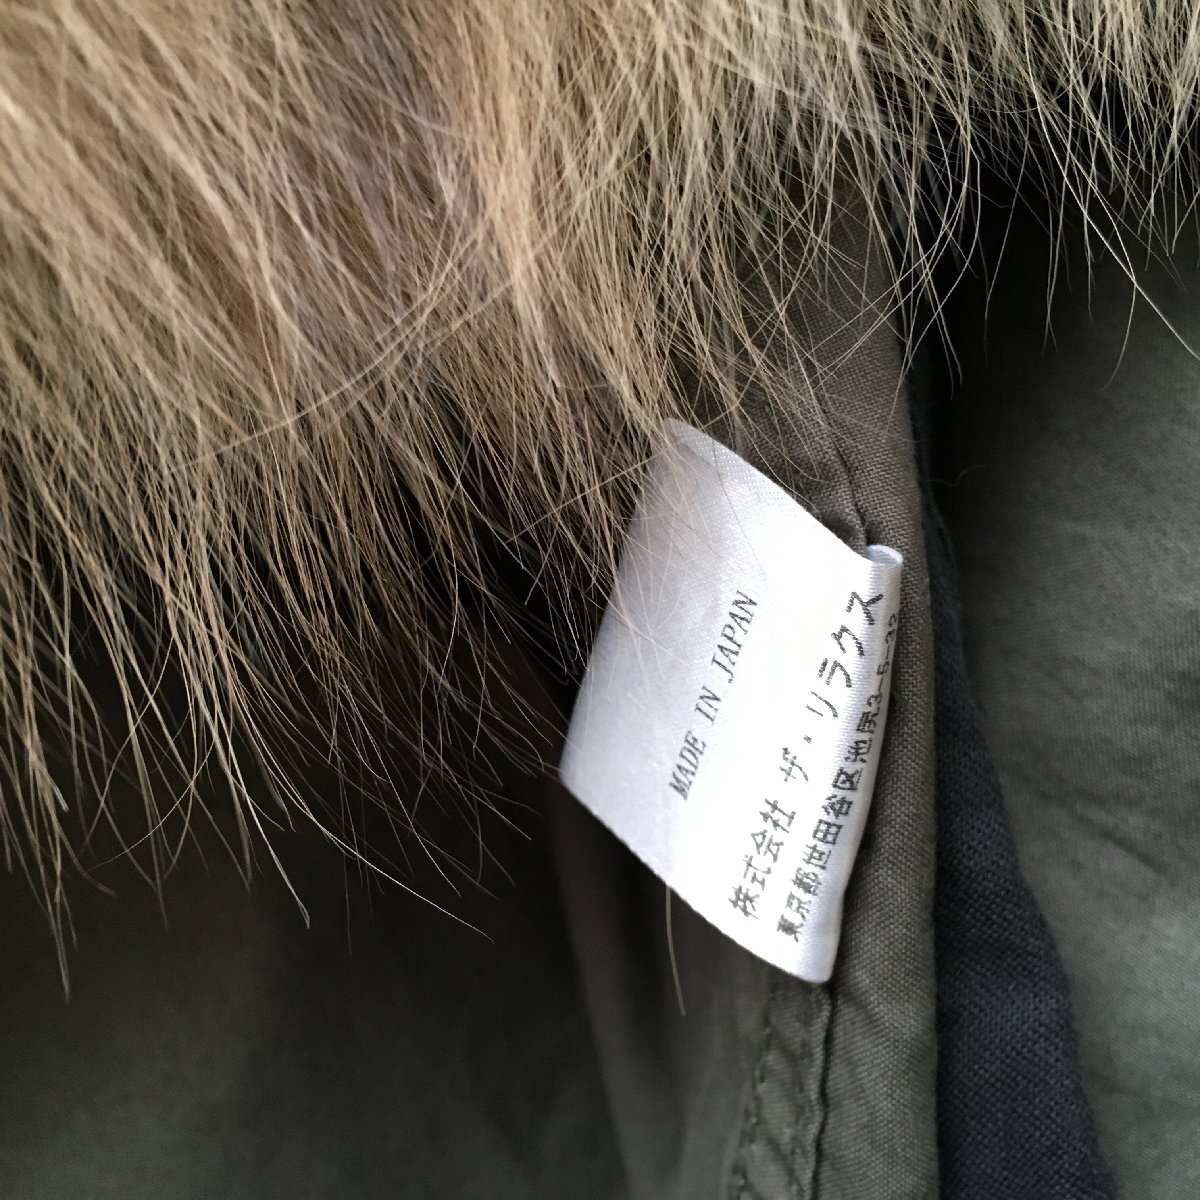 MADE IN JAPAN
株式会社 ザ・リラクス
東京都世田谷区池尻3-5-22